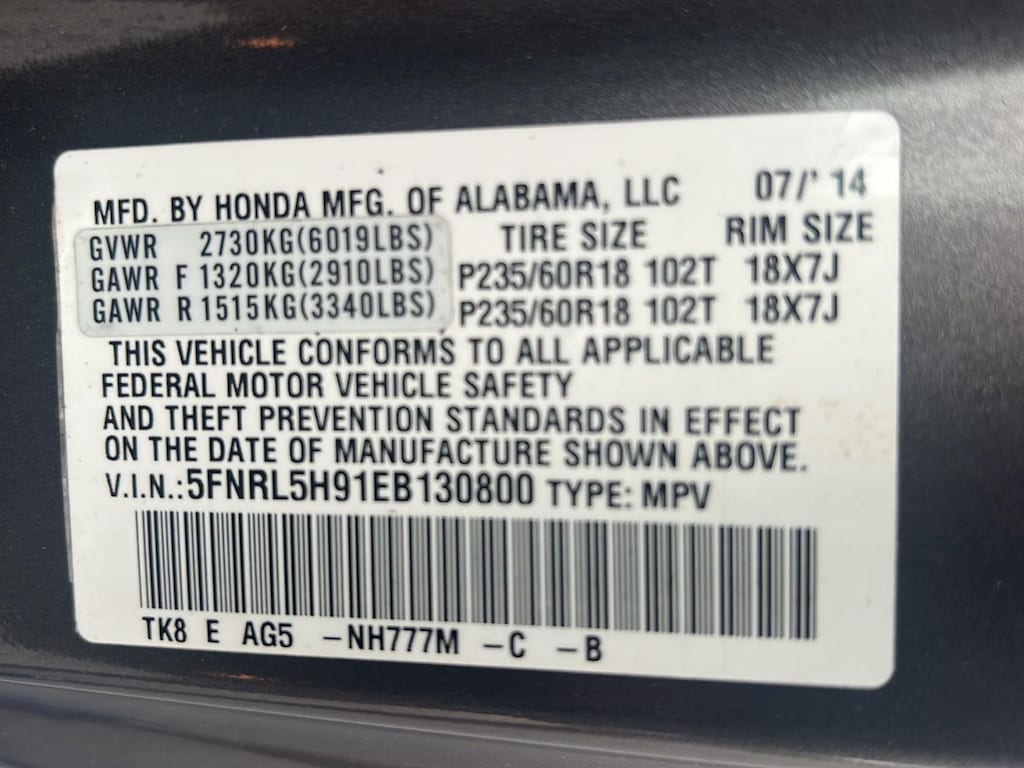 MFD. BY HONDA MFG. OF ALABAMA, LLC 07/' 14
GVWR 2730KG(6019LBS) TIRE SIZE RIM SIZE
GAWR F 1320KG(2910LBS) P235/60R18 102T 18X7J
GAWR R 1515KG(3340LBS) P235/60R18 102T 18X7J
THIS VEHICLE CONFORMS TO ALL APPLICABLE
FEDERAL MOTOR VEHICLE SAFETY
AND THEFT PREVENTION STANDARDS IN EFFECT
ON THE DATE OF MANUFACTURE SHOWN ABOVE.
V.I.N.:5FNRL5H91EB130800 TYPE: MPV
TK8 E AG5 -NH777M -C -B